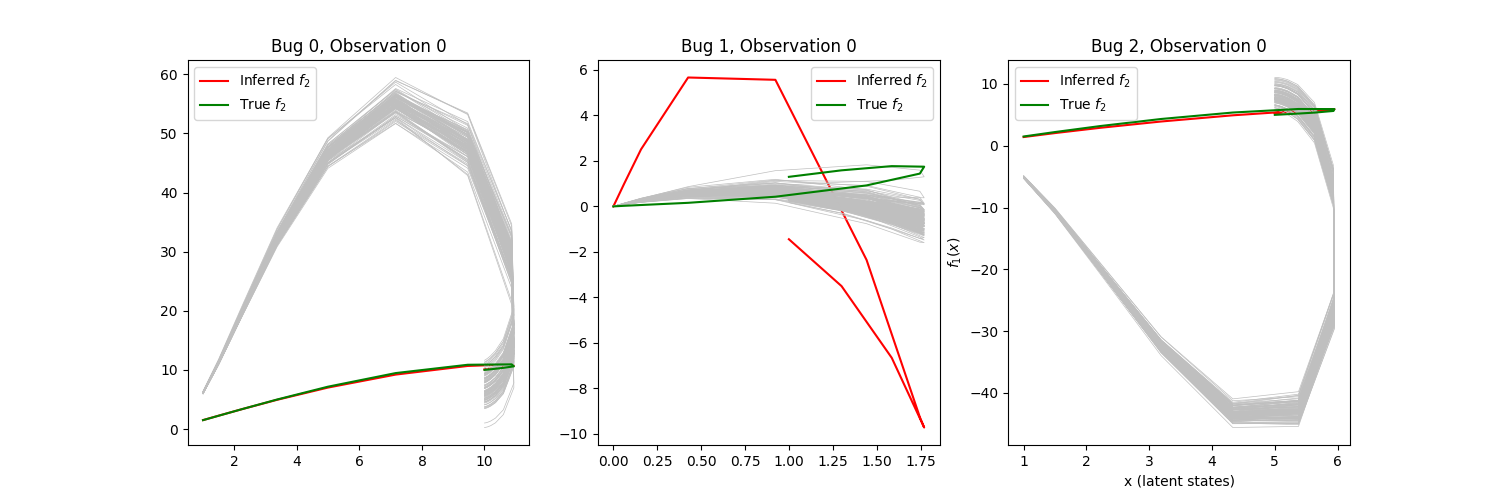 Bug 0, Observation 0
Inferred f₂
True f₂
60
50
40
30
20
10
0
2 4 6 8 10
Bug 1, Observation 0
Inferred f₂
True f₂
6
4
2
0
−2
−4
−6
−8
−10
0.00 0.25 0.50 0.75 1.00 1.25 1.50 1.75
Bug 2, Observation 0
Inferred f₂
True f₂
f₁(x)
10
0
−10
−20
−30
−40
1 2 3 4 5 6
x (latent states)